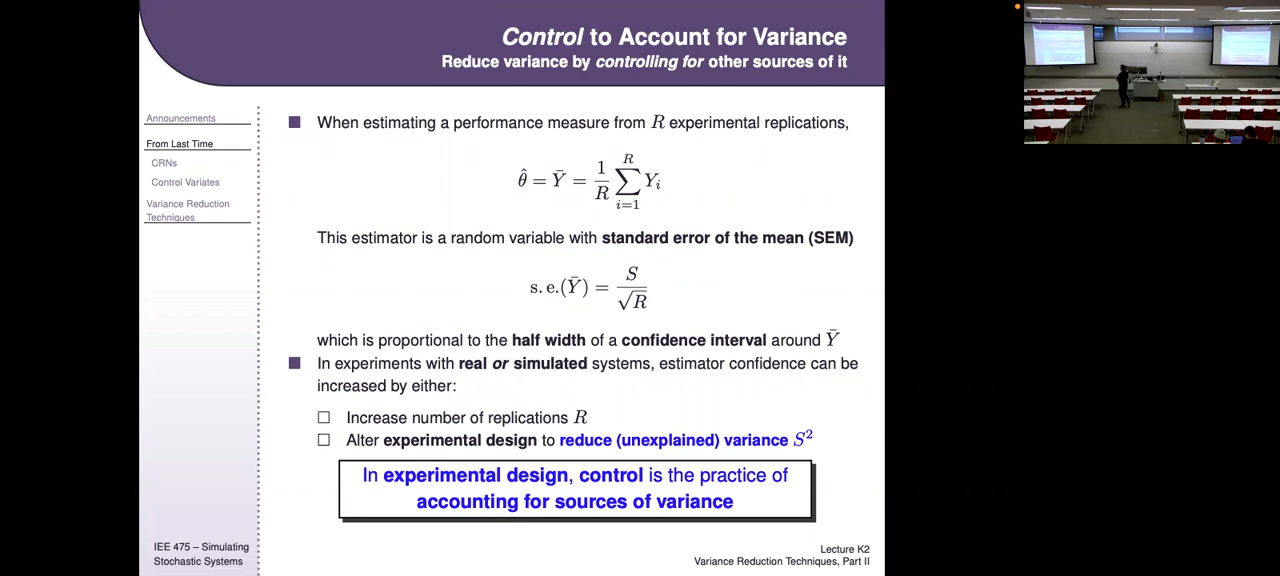 Control to Account for Variance
Reduce variance by controlling for other sources of it
Announcements
From Last Time
CRNs
Control Variates
Variance Reduction
Techniques
■ When estimating a performance measure from R experimental replications,
θ̂ = Ȳ = 1/R ∑_{i=1}^{R} Y_i
This estimator is a random variable with standard error of the mean (SEM)
s. e.(Ȳ) = S/√R
which is proportional to the half width of a confidence interval around Ȳ
■ In experiments with real or simulated systems, estimator confidence can be
increased by either:
□ Increase number of replications R
□ Alter experimental design to reduce (unexplained) variance S²
In experimental design, control is the practice of
accounting for sources of variance
IEE 475 – Simulating
Stochastic Systems
Lecture K2
Variance Reduction Techniques, Part II